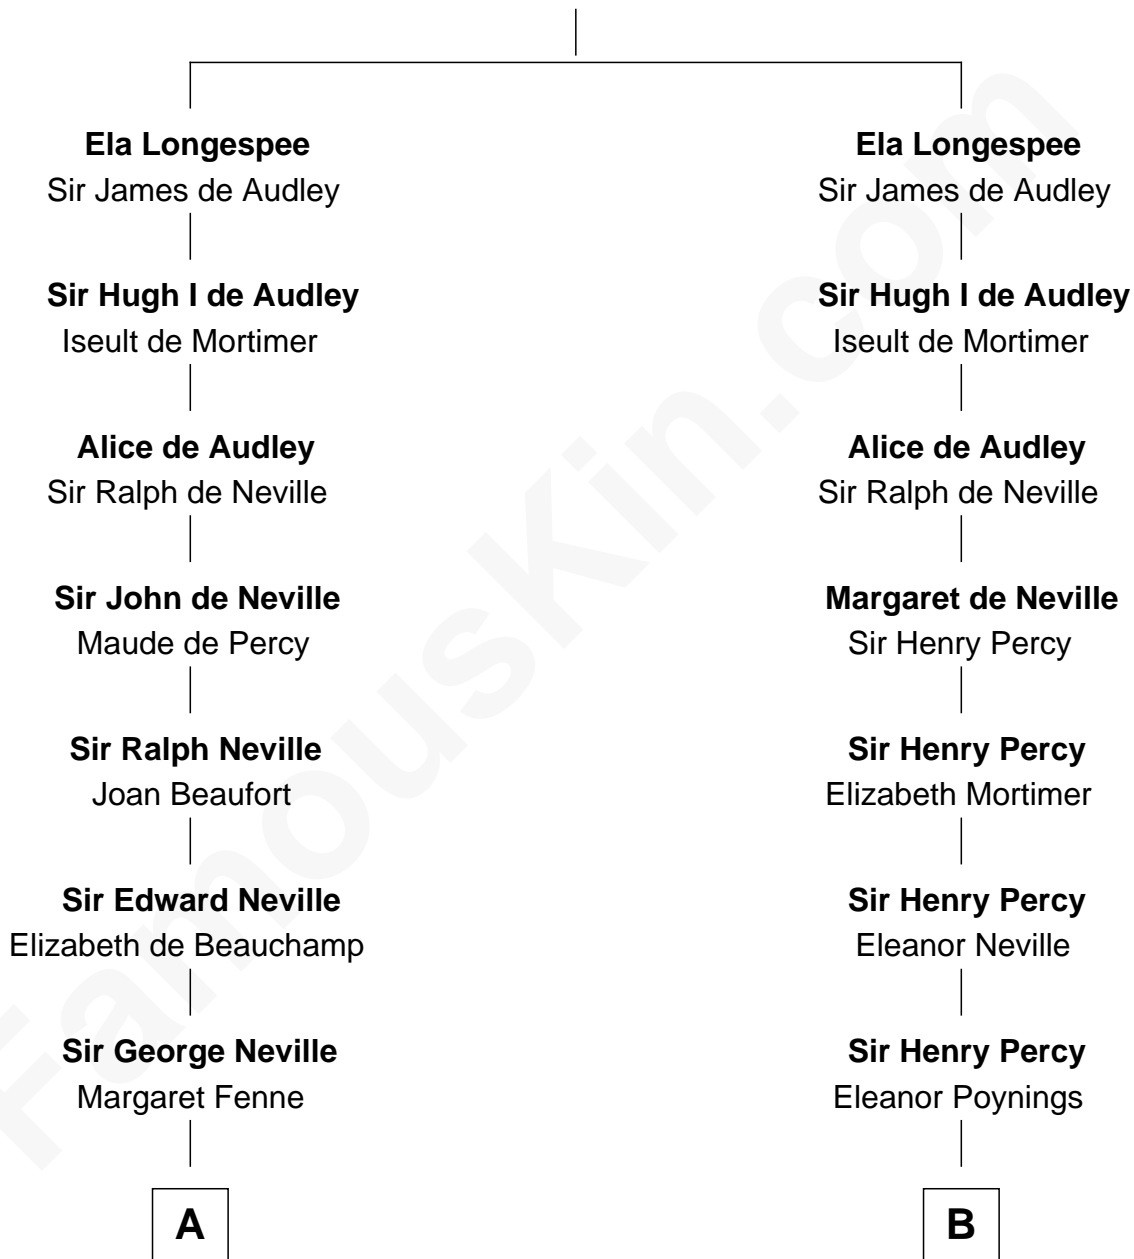 Ela Longespee
Sir James de Audley
Sir Hugh I de Audley
Iseult de Mortimer
Alice de Audley
Sir Ralph de Neville
Sir John de Neville
Maude de Percy
Sir Ralph Neville
Joan Beaufort
Sir Edward Neville
Elizabeth de Beauchamp
Sir George Neville
Margaret Fenne
A
Ela Longespee
Sir James de Audley
Sir Hugh I de Audley
Iseult de Mortimer
Alice de Audley
Sir Ralph de Neville
Margaret de Neville
Sir Henry Percy
Sir Henry Percy
Elizabeth Mortimer
Sir Henry Percy
Eleanor Neville
Sir Henry Percy
Eleanor Poynings
B
FamousKin.com